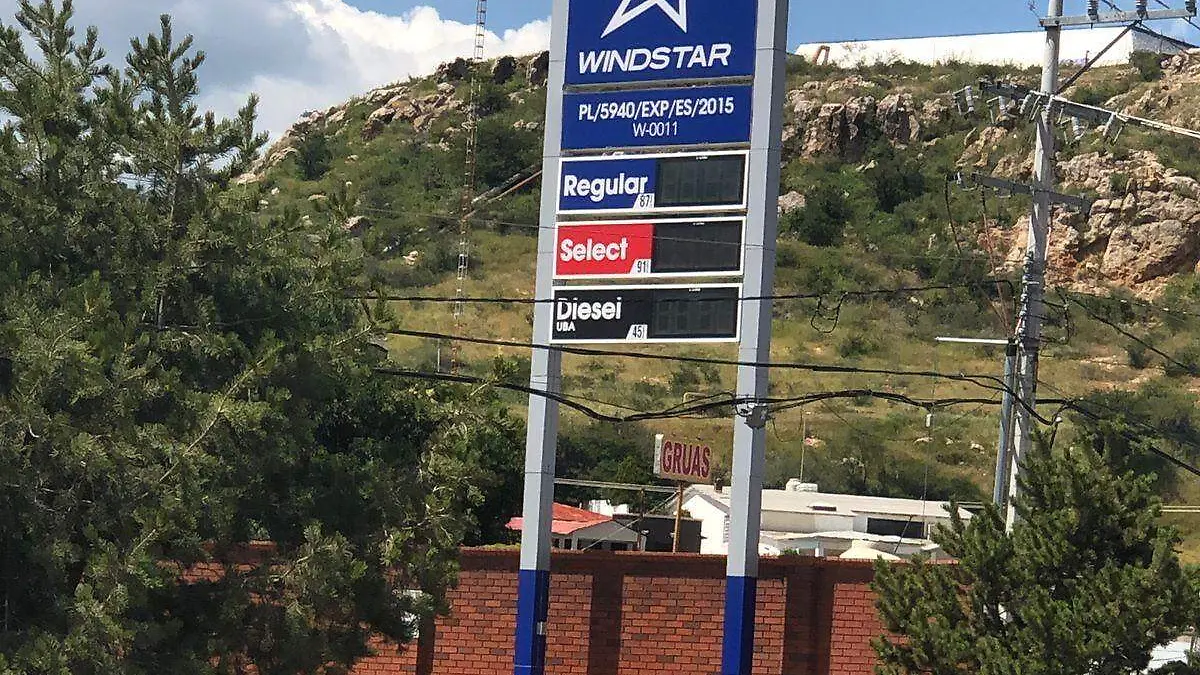 WINDSTAR
PL/5940/EXP/ES/2015
W-0011
Regular
87
Select
91
Diesel
UBA
45
GRUAS